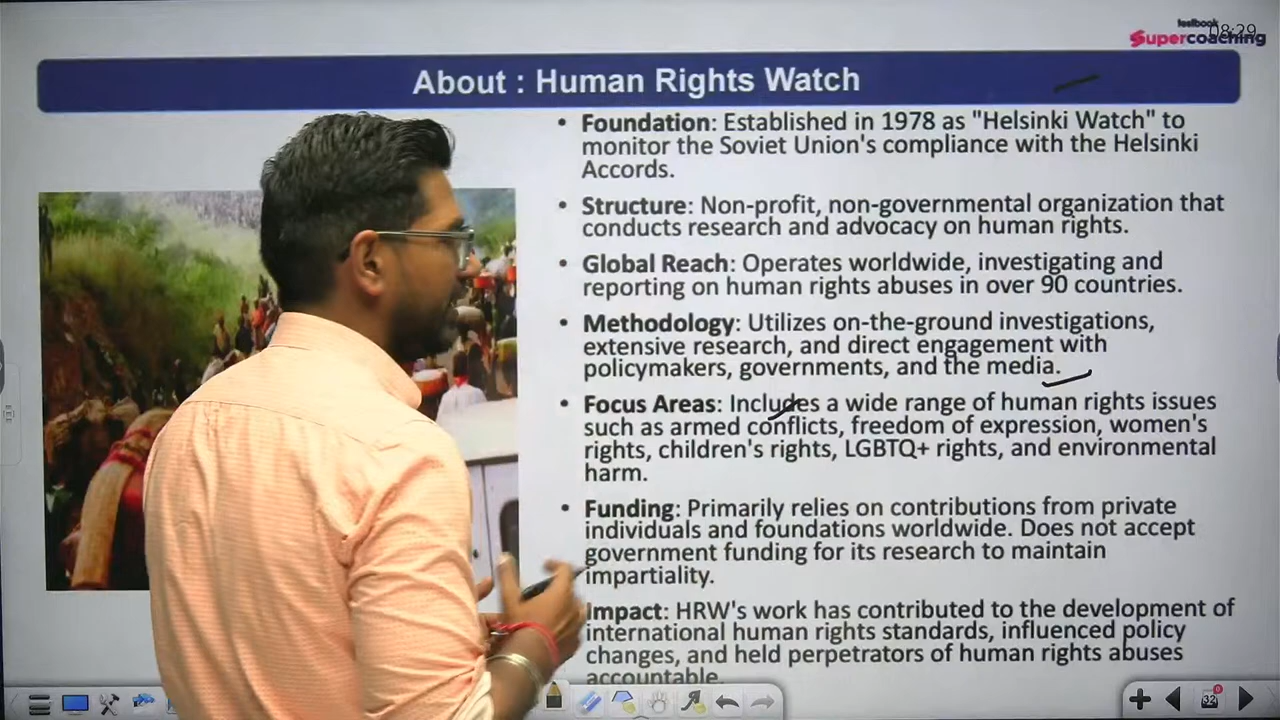 testbook
Supercoaching
08:29
About : Human Rights Watch
• Foundation: Established in 1978 as "Helsinki Watch" to
monitor the Soviet Union's compliance with the Helsinki
Accords.
• Structure: Non-profit, non-governmental organization that
conducts research and advocacy on human rights.
• Global Reach: Operates worldwide, investigating and
reporting on human rights abuses in over 90 countries.
• Methodology: Utilizes on-the-ground investigations,
extensive research, and direct engagement with
policymakers, governments, and the media.
• Focus Areas: Includes a wide range of human rights issues
such as armed conflicts, freedom of expression, women's
rights, children's rights, LGBTQ+ rights, and environmental
harm.
• Funding: Primarily relies on contributions from private
individuals and foundations worldwide. Does not accept
government funding for its research to maintain
impartiality.
Impact: HRW's work has contributed to the development of
international human rights standards, influenced policy
changes, and held perpetrators of human rights abuses
accountable.
32